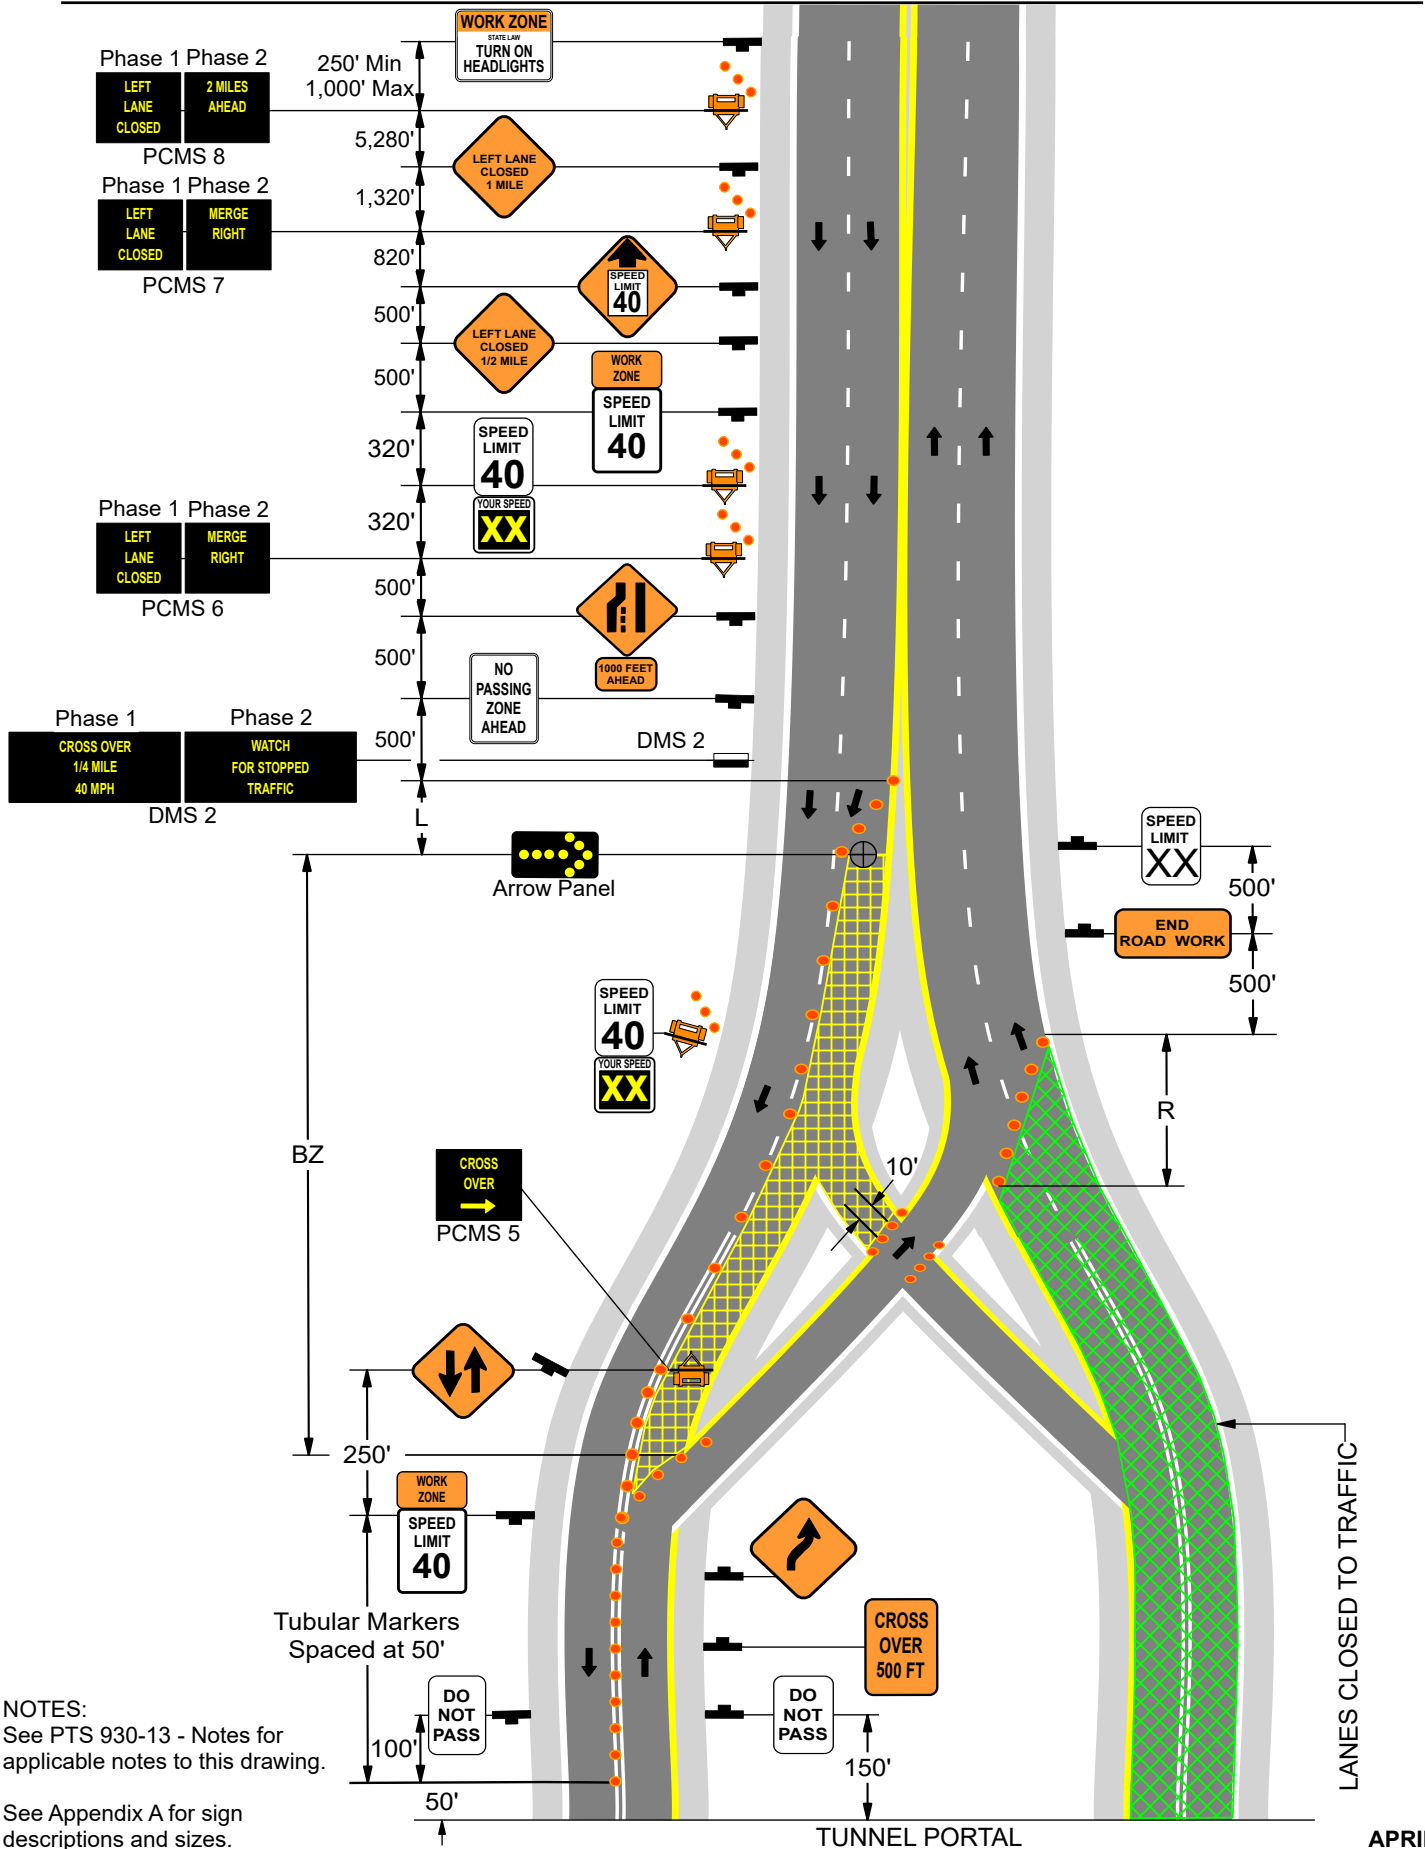 WORK ZONE
STATE LAW
TURN ON
HEADLIGHTS
250' Min
1,000' Max
Phase 1 Phase 2
LEFT
LANE
CLOSED
2 MILES
AHEAD
PCMS 8
5,280'
LEFT LANE
CLOSED
1 MILE
1,320'
Phase 1 Phase 2
LEFT
LANE
CLOSED
MERGE
RIGHT
PCMS 7
820'
SPEED
LIMIT
40
500'
LEFT LANE
CLOSED
1/2 MILE
500'
WORK
ZONE
SPEED
LIMIT
40
320'
SPEED
LIMIT
40
YOUR SPEED
XX
320'
Phase 1 Phase 2
LEFT
LANE
CLOSED
MERGE
RIGHT
PCMS 6
500'
1000 FEET
AHEAD
500'
NO
PASSING
ZONE
AHEAD
Phase 1 Phase 2
CROSS OVER
1/4 MILE
40 MPH
WATCH
FOR STOPPED
TRAFFIC
DMS 2
500'
DMS 2
L
Arrow Panel
SPEED
LIMIT
XX
500'
END
ROAD WORK
500'
SPEED
LIMIT
40
YOUR SPEED
XX
R
BZ
10'
CROSS
OVER
PCMS 5
250'
WORK
ZONE
SPEED
LIMIT
40
LANES CLOSED TO TRAFFIC
Tubular Markers
Spaced at 50'
CROSS
OVER
500 FT
DO
NOT
PASS
DO
NOT
PASS
100'
150'
50'
TUNNEL PORTAL
NOTES:
See PTS 930-13 - Notes for
applicable notes to this drawing.
See Appendix A for sign
descriptions and sizes.